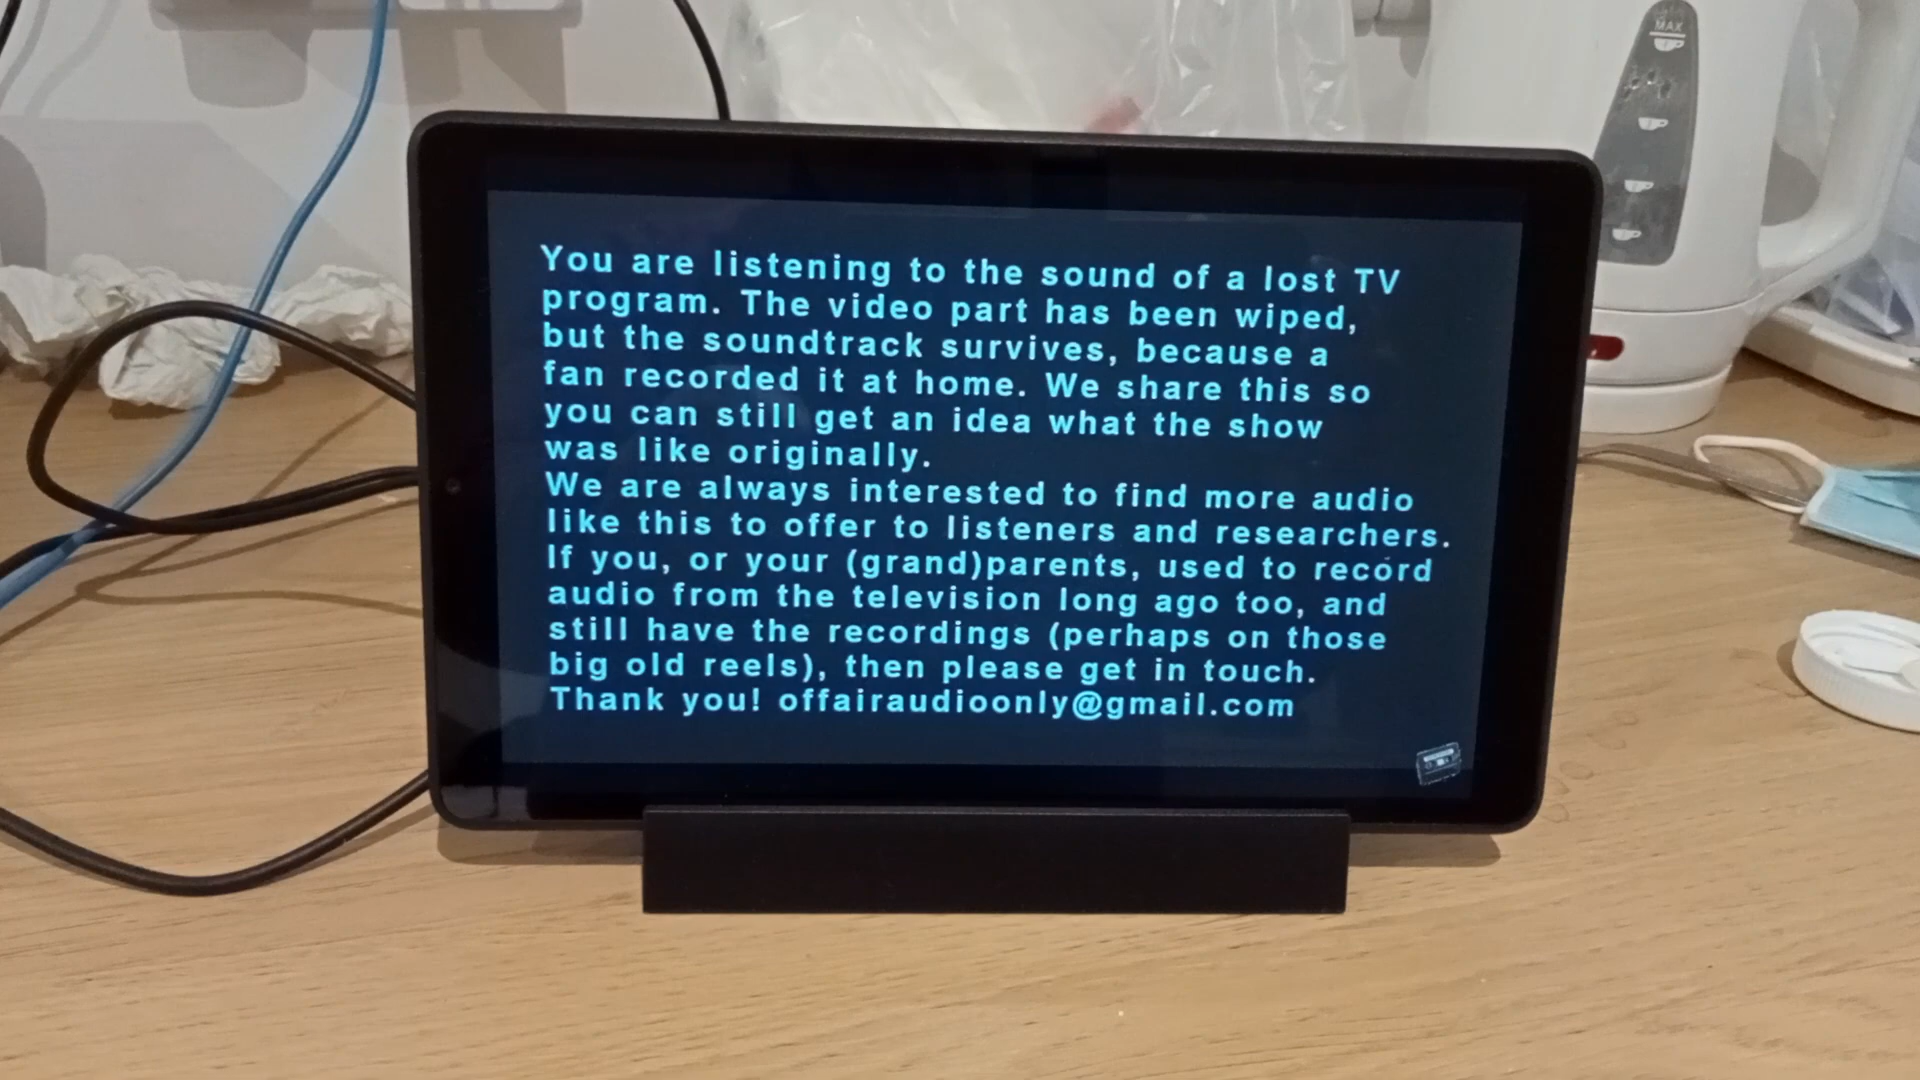 You are listening to the sound of a lost TV
program. The video part has been wiped,
but the soundtrack survives, because a
fan recorded it at home. We share this so
you can still get an idea what the show
was like originally.
We are always interested to find more audio
like this to offer to listeners and researchers.
If you, or your (grand)parents, used to record
audio from the television long ago too, and
still have the recordings (perhaps on those
big old reels), then please get in touch.
Thank you! offairaudioonly@gmail.com
MAX